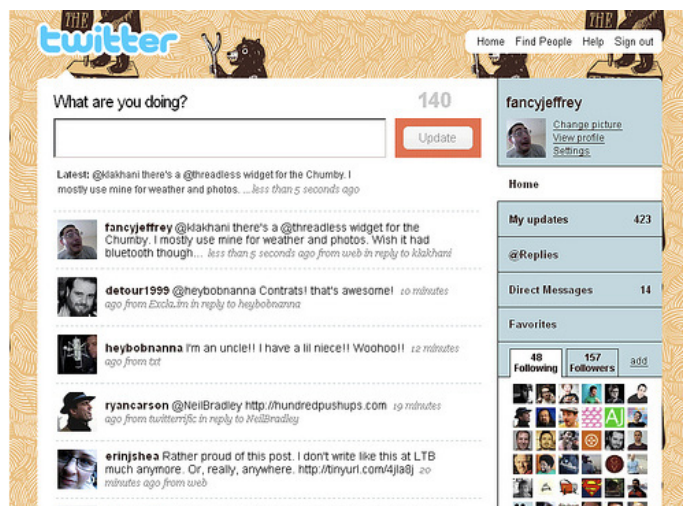 THE
THE
twitter
Home Find People Help Sign out
What are you doing?
140
Update
Latest: @klakhani there's a @threadless widget for the Chumby. I
mostly use mine for weather and photos. ... less than 5 seconds ago
fancyjeffrey @klakhani there's a @threadless widget for the
Chumby. I mostly use mine for weather and photos. Wish it had
bluetooth though... less than 5 seconds ago from web in reply to klakhani
detour1999 @heybobnanna Contrats! that's awesome! 10 minutes
ago from Excla.im in reply to heybobnanna
heybobnanna I'm an uncle!! I have a lil niece!! Woohoo!! 12 minutes
ago from txt
ryancarson @NeilBradley http://hundredpushups.com 19 minutes
ago from twitterrific in reply to NeilBradley
erinjshea Rather proud of this post. I don't write like this at LTB
much anymore. Or, really, anywhere. http://tinyurl.com/4jla8j 20
minutes ago from web
fancyjeffrey
Change picture
View profile
Settings
Home
My updates 423
@Replies
Direct Messages 14
Favorites
48
Following
157
Followers
add
AJ